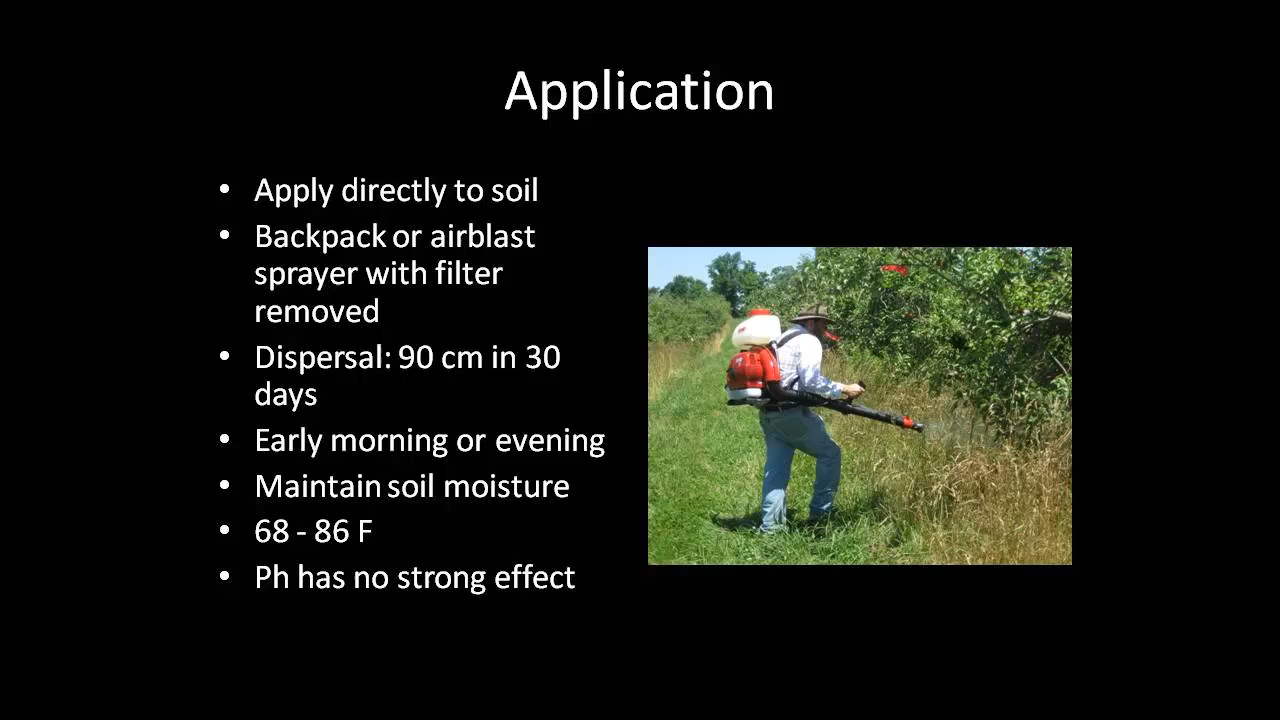 Application
• Apply directly to soil
• Backpack or airblast
sprayer with filter
removed
• Dispersal: 90 cm in 30
days
• Early morning or evening
• Maintain soil moisture
• 68 - 86 F
• Ph has no strong effect